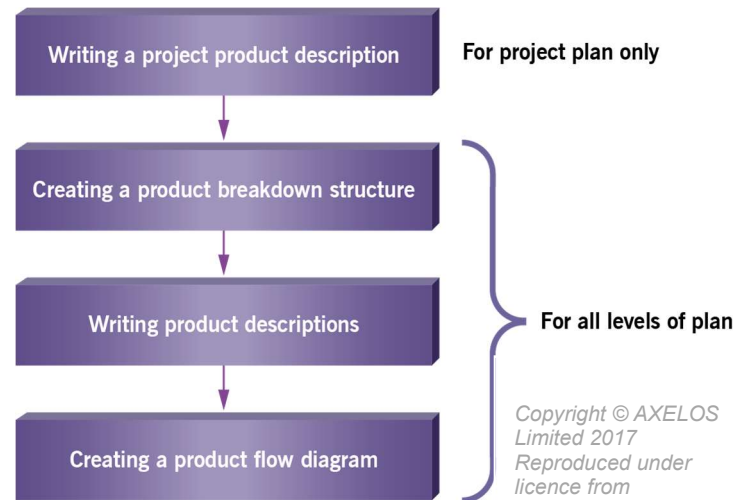 Writing a project product description
For project plan only
Creating a product breakdown structure
Writing product descriptions
For all levels of plan
Creating a product flow diagram
Copyright © AXELOS
Limited 2017
Reproduced under
licence from